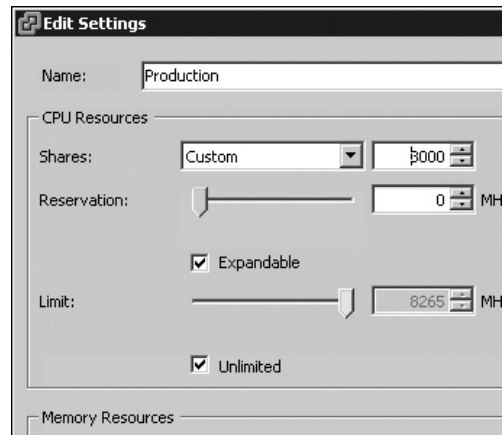 Edit Settings
Name: Production
CPU Resources
Shares: Custom 3000
Reservation: 0 MH
Expandable
Limit: 8265 MH
Unlimited
Memory Resources